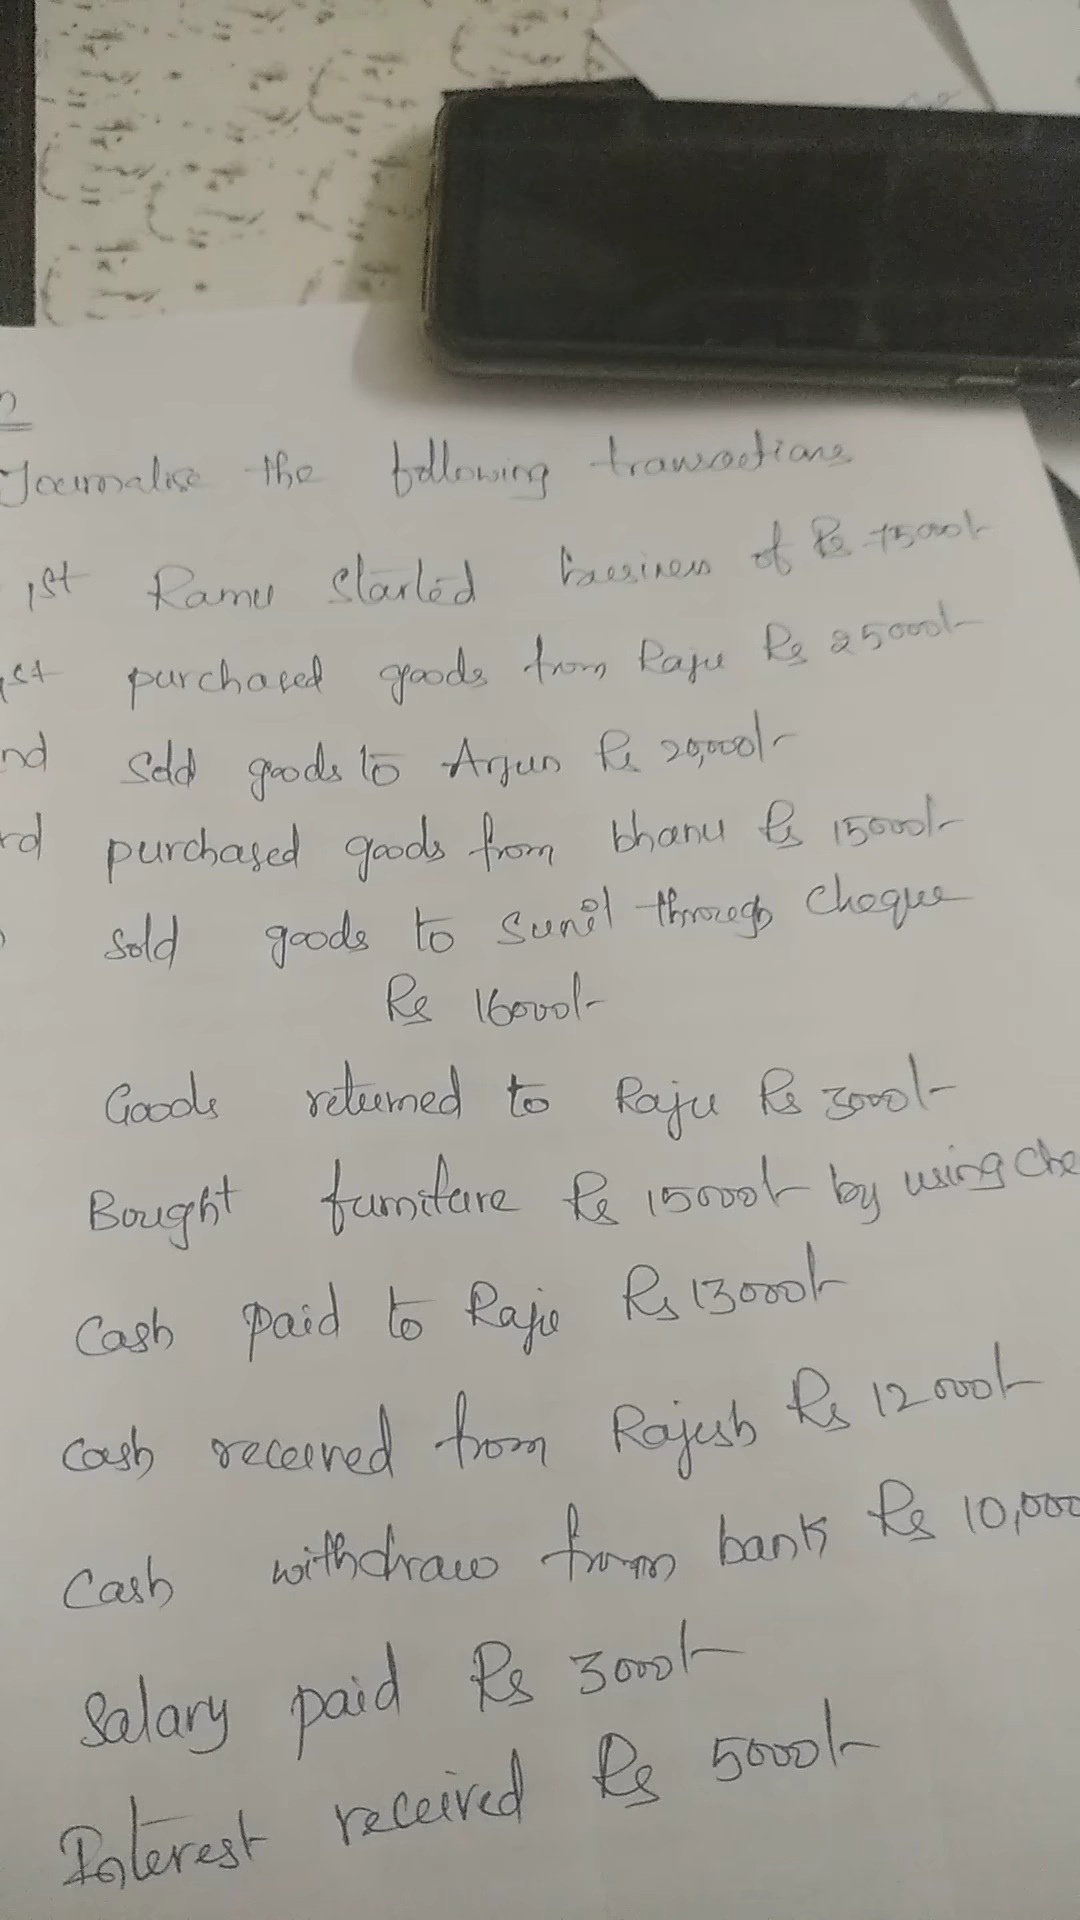 Journalise the following transactions
1st Ramu started business of Rs 75000/-
1st purchased goods from Raju Rs 25000/-
nd Sold goods to Arjun Rs 20,000/-
rd purchased goods from bhanu Rs 15000/-
Sold goods to Sunil through cheque
Rs 16000/-
Goods returned to Raju Rs 3000/-
Bought furniture Rs 15000/- by using Che
Cash paid to Raju Rs 13000/-
Cash received from Rajesh Rs 12000/-
Cash withdraw from bank Rs 10,000
Salary paid Rs 3000/-
Interest received Rs 5000/-